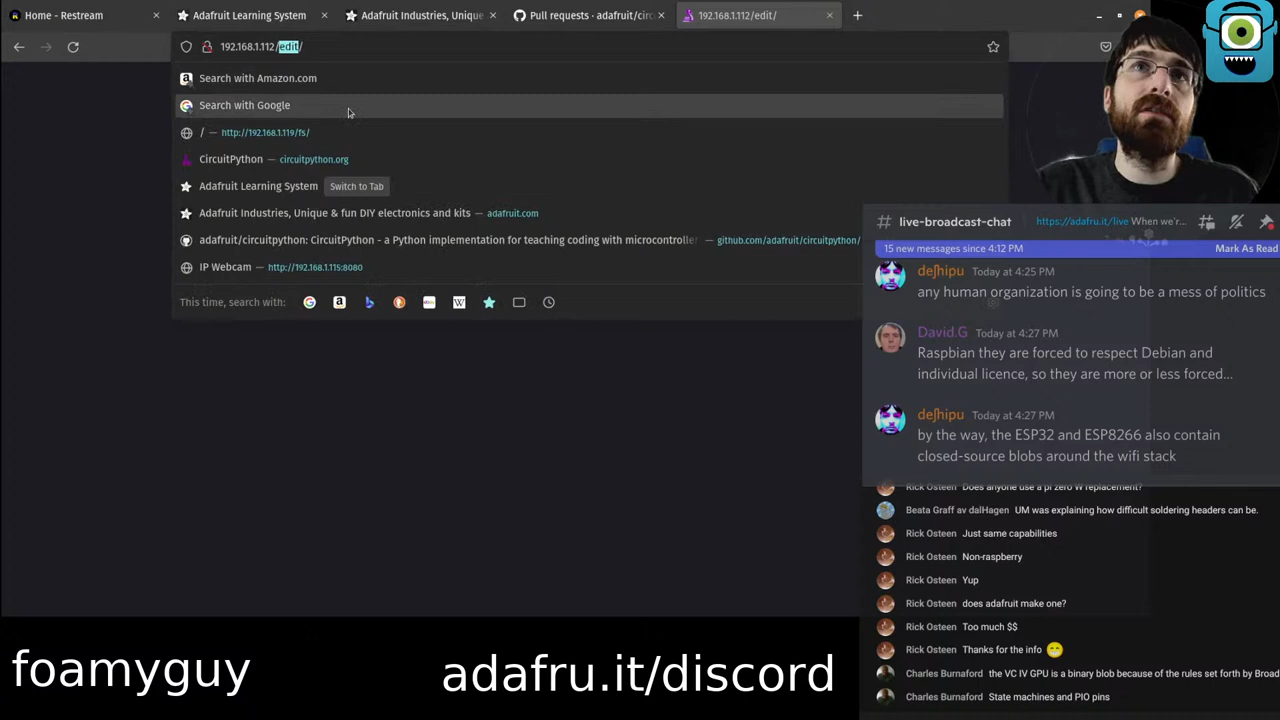 Home - Restream
Adafruit Learning System
Adafruit Industries, Unique
Pull requests · adafruit/circ
192.168.1.112/edit/
192.168.1.112/edit/
Search with Amazon.com
Search with Google
/ — http://192.168.1.119/fs/
CircuitPython — circuitpython.org
Adafruit Learning System Switch to Tab
Adafruit Industries, Unique & fun DIY electronics and kits — adafruit.com
adafruit/circuitpython: CircuitPython - a Python implementation for teaching coding with microcontroller — github.com/adafruit/circuitpython/
IP Webcam — http://192.168.1.115:8080
This time, search with:
# live-broadcast-chat https://adafru.it/live When we'r...
15 new messages since 4:12 PM Mark As Read
deʃhipu Today at 4:25 PM
any human organization is going to be a mess of politics
David.G Today at 4:27 PM
Raspbian they are forced to respect Debian and
individual licence, so they are more or less forced...
deʃhipu Today at 4:27 PM
by the way, the ESP32 and ESP8266 also contain
closed-source blobs around the wifi stack
Rick Osteen Does anyone use a pi zero W replacement?
Beata Graff av dalHagen UM was explaining how difficult soldering headers can be.
Rick Osteen Just same capabilities
Rick Osteen Non-raspberry
Rick Osteen Yup
Rick Osteen does adafruit make one?
Rick Osteen Too much $$
Rick Osteen Thanks for the info 😁
Charles Burnaford the VC IV GPU is a binary blob because of the rules set forth by Broad
Charles Burnaford State machines and PIO pins
foamyguy
adafru.it/discord